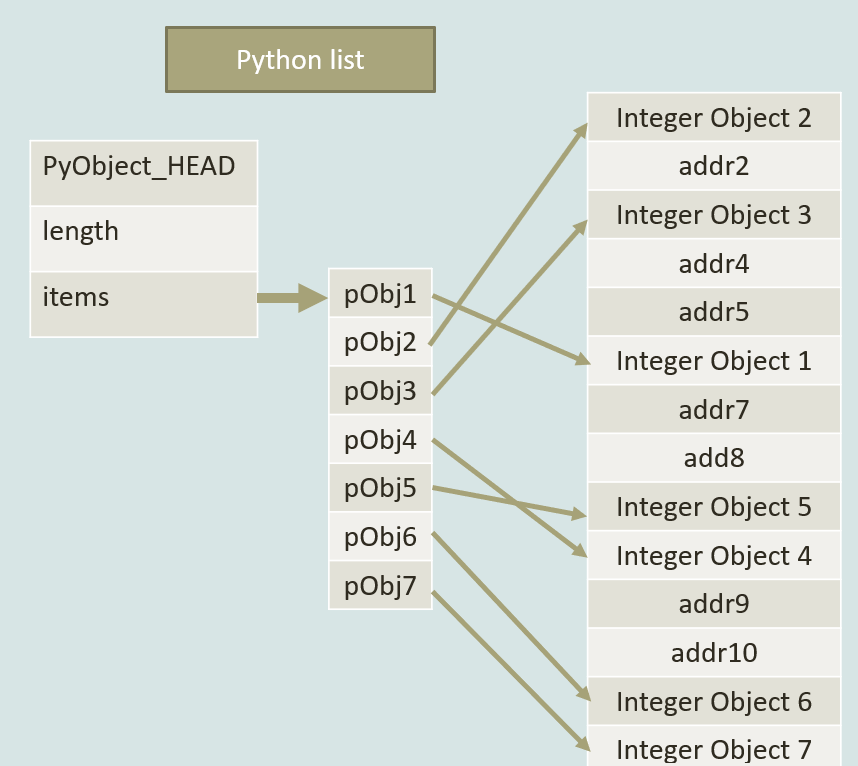 Python list
PyObject_HEAD
length
items
pObj1
pObj2
pObj3
pObj4
pObj5
pObj6
pObj7
Integer Object 2
addr2
Integer Object 3
addr4
addr5
Integer Object 1
addr7
add8
Integer Object 5
Integer Object 4
addr9
addr10
Integer Object 6
Integer Object 7